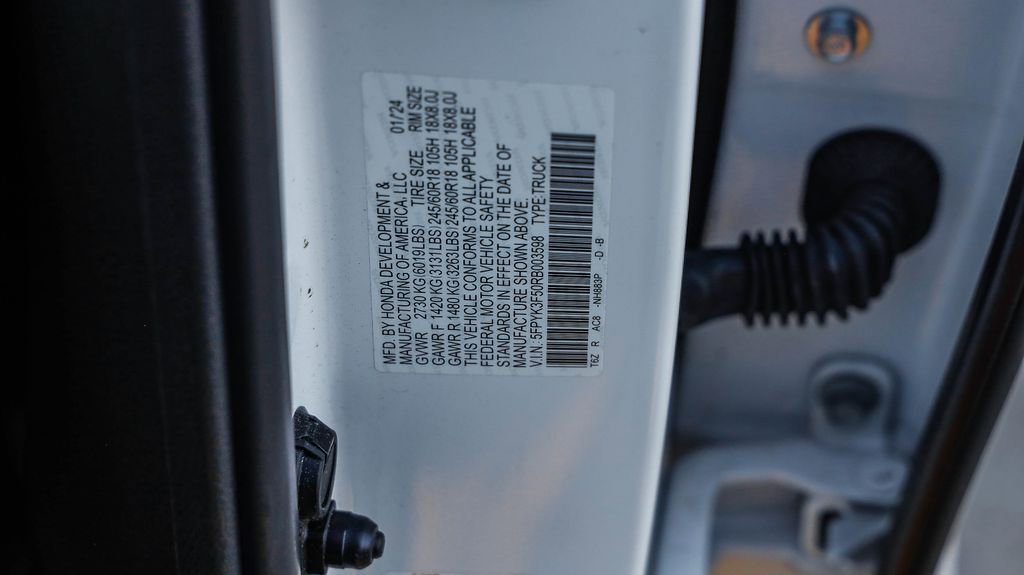 MFD. BY HONDA DEVELOPMENT & 01/24
MANUFACTURING OF AMERICA, LLC
GVWR 2730 KG(6019LBS) TIRE SIZE RIM SIZE
GAWR F 1420 KG(3131LBS)245/60R18 105H 18X8.0J
GAWR R 1480 KG(3263LBS)245/60R18 105H 18X8.0J
THIS VEHICLE CONFORMS TO ALL APPLICABLE
FEDERAL MOTOR VEHICLE SAFETY
STANDARDS IN EFFECT ON THE DATE OF
MANUFACTURE SHOWN ABOVE.
V.I.N. 5FPYK3F50RB003598 TYPE:TRUCK
T6Z R AC8 -NH883P -D -B